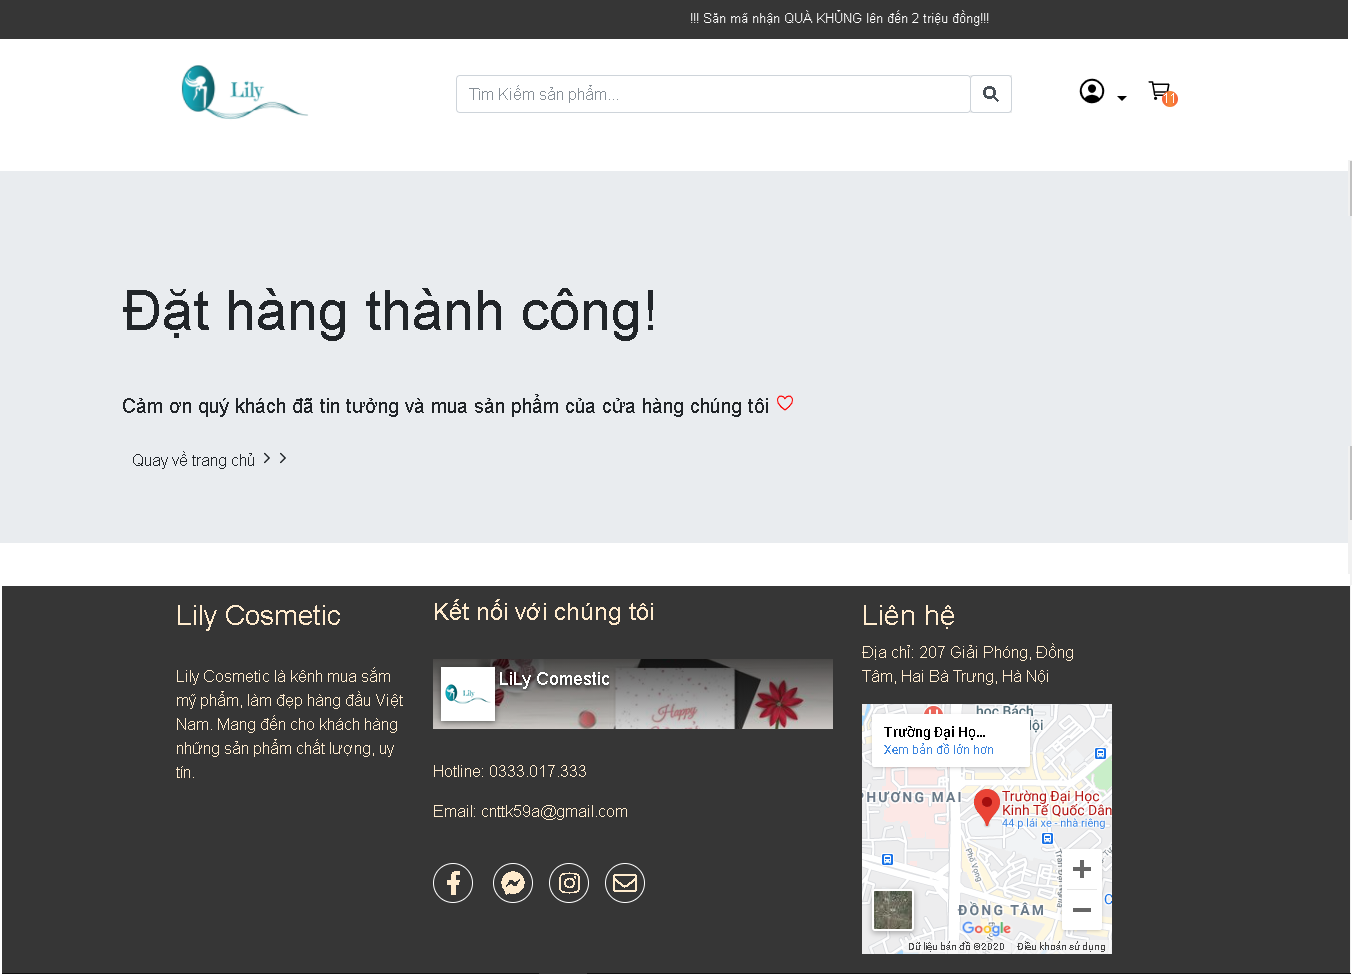 !!! Săn mã nhận QUÀ KHỦNG lên đến 2 triệu đồng!!!
Lily
Tìm Kiếm sản phẩm...
11
Đặt hàng thành công!
Cảm ơn quý khách đã tin tưởng và mua sản phẩm của cửa hàng chúng tôi
Quay về trang chủ
Lily Cosmetic
Lily Cosmetic là kênh mua sắm
mỹ phẩm, làm đẹp hàng đầu Việt
Nam. Mang đến cho khách hàng
những sản phẩm chất lượng, uy
tín.
Kết nối với chúng tôi
LiLy Comestic
Happy
Hotline: 0333.017.333
Email: cnttk59a@gmail.com
Liên hệ
Địa chỉ: 207 Giải Phóng, Đồng
Tâm, Hai Bà Trưng, Hà Nội
học Bách
Trường Đại Họ...
Xem bản đồ lớn hơn
PHƯƠNG MAI
Trường Đại Học
Kinh Tế Quốc Dân
44 p lái xe - nhà riêng
Phố Vọng
ĐỒNG TÂM
Google
Dữ liệu bản đồ ©2020 Điều khoản sử dụng